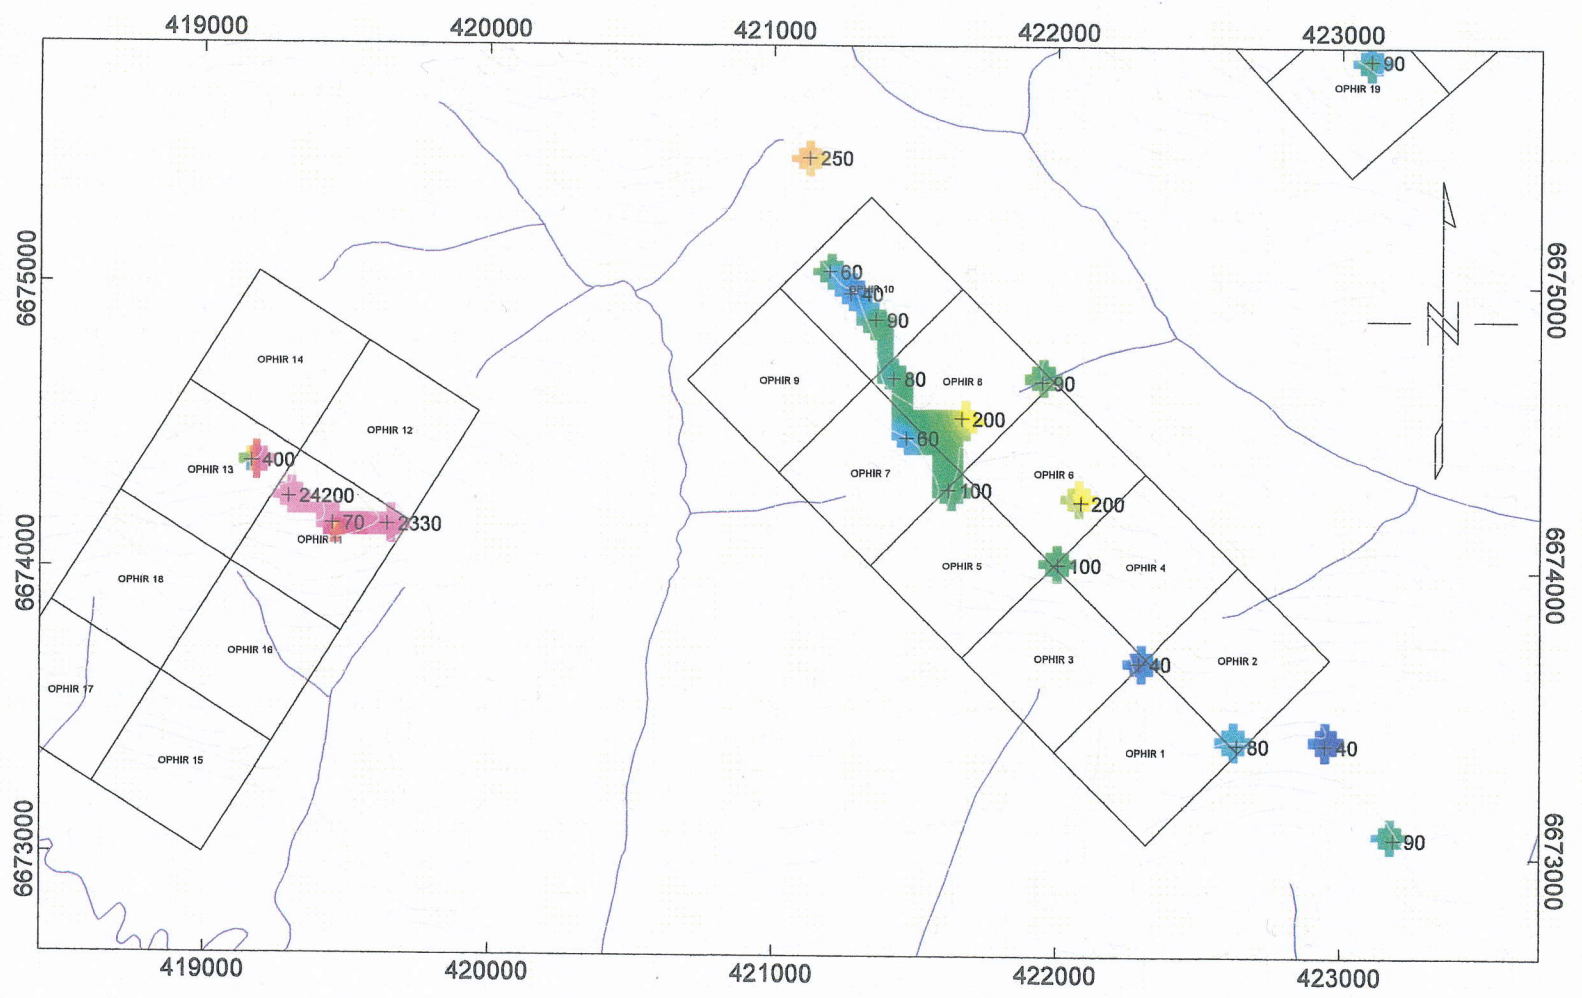 419000 420000 421000 422000 423000
90
OPHIR 19
250
6675000
6675000
60
OPHIR 10
40
90
OPHIR 14
OPHIR 9
80
OPHIR 8
90
200
OPHIR 12
60
400
OPHIR 13
OPHIR 7
OPHIR 6
24200
100
200
70
2330
OPHIR 11
N
6674000
6674000
OPHIR 18
OPHIR 5
100
OPHIR 4
OPHIR 16
OPHIR 3
40
OPHIR 2
OPHIR 17
OPHIR 15
OPHIR 1
80
40
6673000
6673000
90
419000 420000 421000 422000 423000